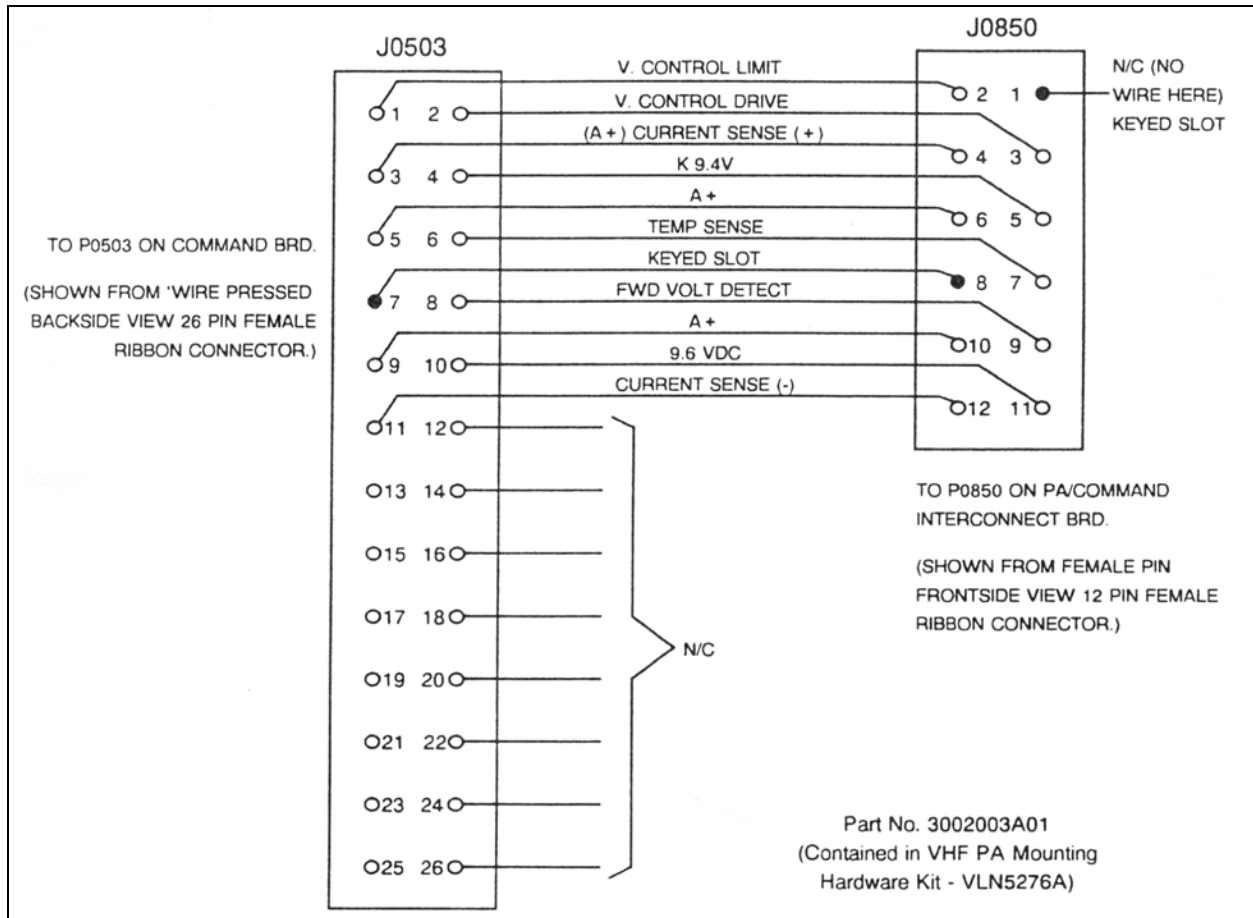 J0503
J0850
V. CONTROL LIMIT
V. CONTROL DRIVE
(A+) CURRENT SENSE (+)
K 9.4V
A+
TEMP SENSE
KEYED SLOT
FWD VOLT DETECT
A+
9.6 VDC
CURRENT SENSE (-)
1 2
3 4
5 6
7 8
9 10
11 12
13 14
15 16
17 18
19 20
21 22
23 24
25 26
2 1
4 3
6 5
8 7
10 9
12 11
N/C (NO
WIRE HERE)
KEYED SLOT
TO P0503 ON COMMAND BRD.
(SHOWN FROM 'WIRE PRESSED
BACKSIDE VIEW 26 PIN FEMALE
RIBBON CONNECTOR.)
N/C
TO P0850 ON PA/COMMAND
INTERCONNECT BRD.
(SHOWN FROM FEMALE PIN
FRONTSIDE VIEW 12 PIN FEMALE
RIBBON CONNECTOR.)
Part No. 3002003A01
(Contained in VHF PA Mounting
Hardware Kit - VLN5276A)